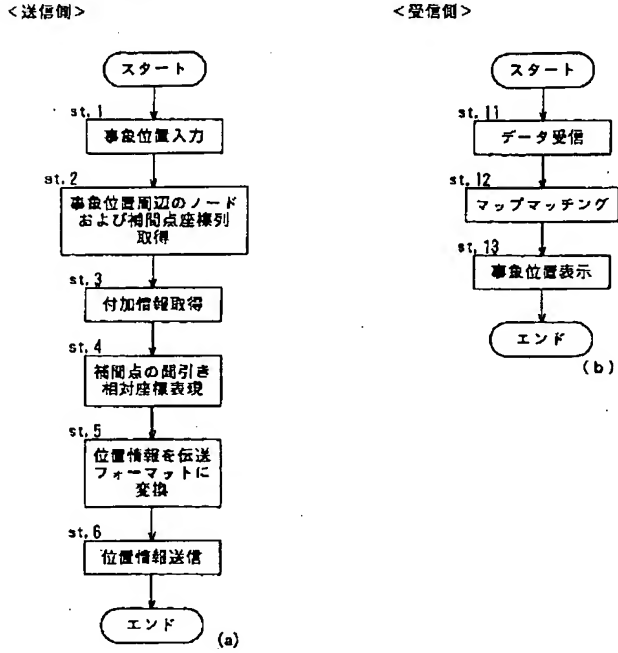 <送信側>
スタート
st.1
事象位置入力
st.2
事象位置周辺のノード
および補間点座標列
取得
st.3
付加情報取得
st.4
補間点の間引き
相対座標表現
st.5
位置情報を伝送
フォーマットに
変換
st.6
位置情報送信
エンド
(a)
<受信側>
スタート
st.11
データ受信
st.12
マップマッチング
st.13
事象位置表示
エンド
(b)